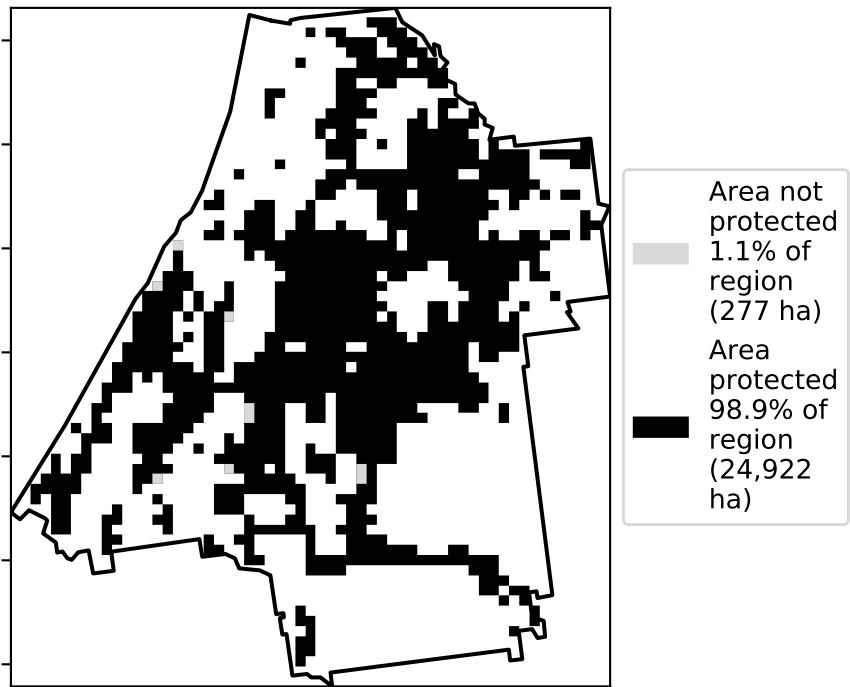 Area not
protected
1.1% of
region
(277 ha)
Area
protected
98.9% of
region
(24,922
ha)